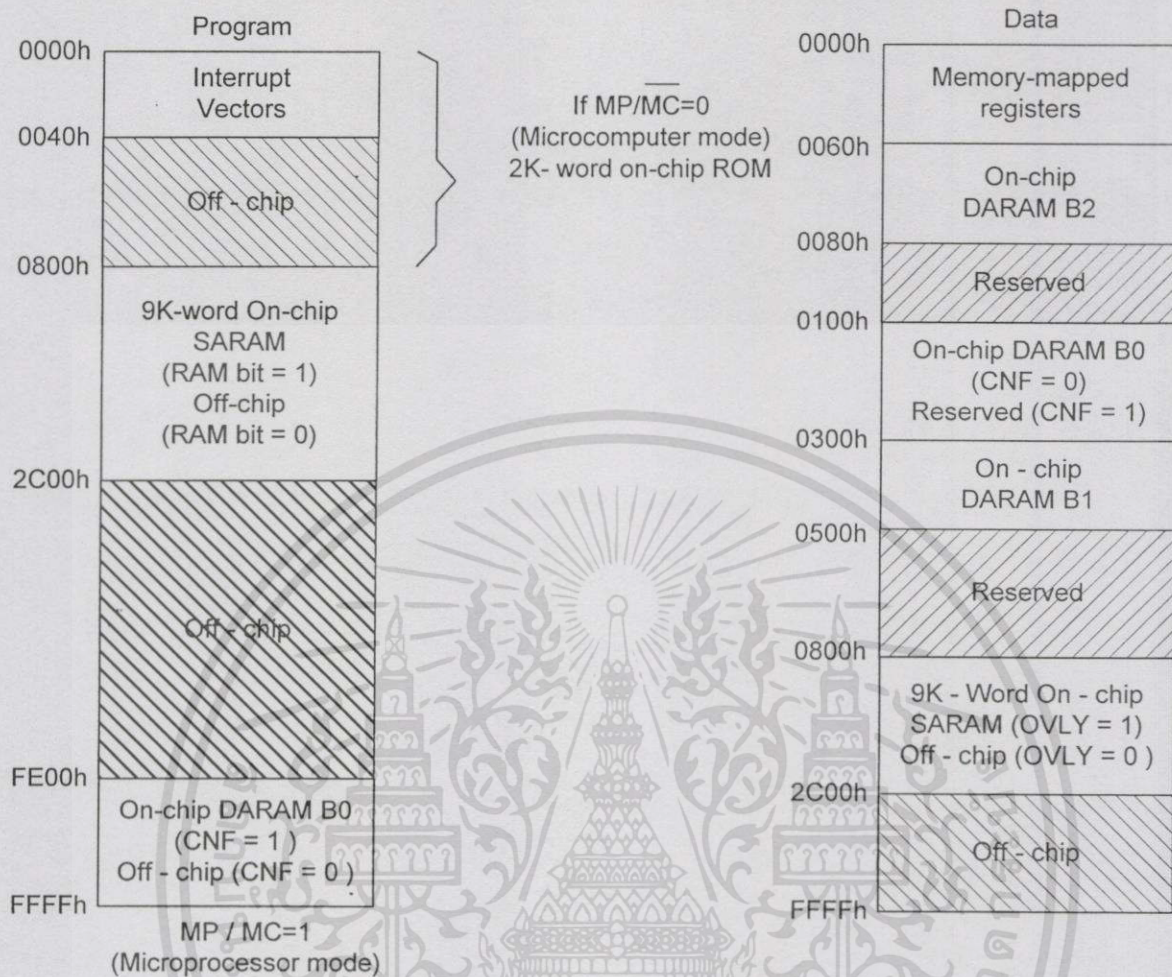 Program
0000h
Interrupt
Vectors
0040h
Off - chip
0800h
9K-word On-chip
SARAM
(RAM bit = 1)
Off-chip
(RAM bit = 0)
2C00h
Off - chip
FE00h
On-chip DARAM B0
(CNF = 1 )
Off - chip (CNF = 0 )
FFFFh
MP / MC=1
(Microprocessor mode)
If MP/MC=0
(Microcomputer mode)
2K- word on-chip ROM
Data
0000h
Memory-mapped
registers
0060h
On-chip
DARAM B2
0080h
Reserved
0100h
On-chip DARAM B0
(CNF = 0)
Reserved (CNF = 1)
0300h
On - chip
DARAM B1
0500h
Reserved
0800h
9K - Word On - chip
SARAM (OVLY = 1)
Off - chip (OVLY = 0 )
2C00h
Off - chip
FFFFh